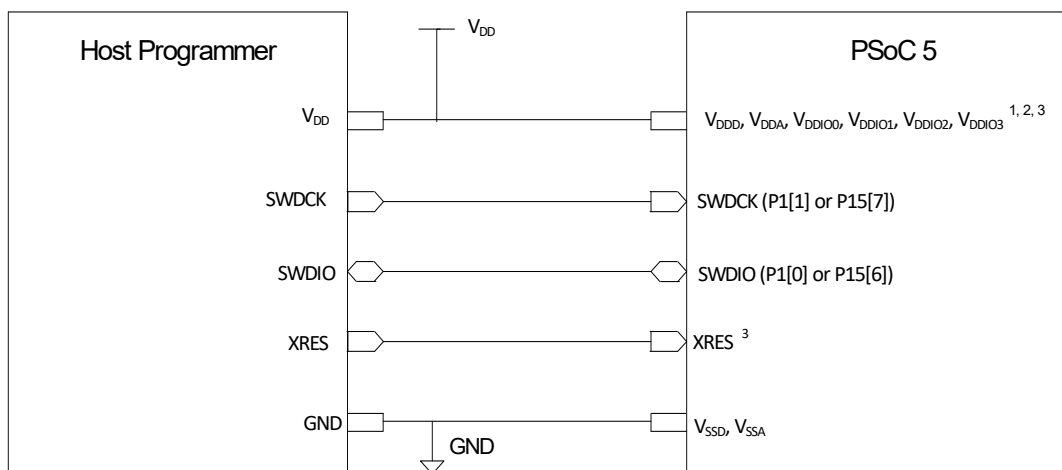 Host Programmer
V_DD
PSoC 5
V_DD
V_DDD, V_DDA, V_DDIO0, V_DDIO1, V_DDIO2, V_DDIO3 1, 2, 3
SWDCK
SWDCK (P1[1] or P15[7])
SWDIO
SWDIO (P1[0] or P15[6])
XRES
XRES 3
GND
GND
V_SSD, V_SSA